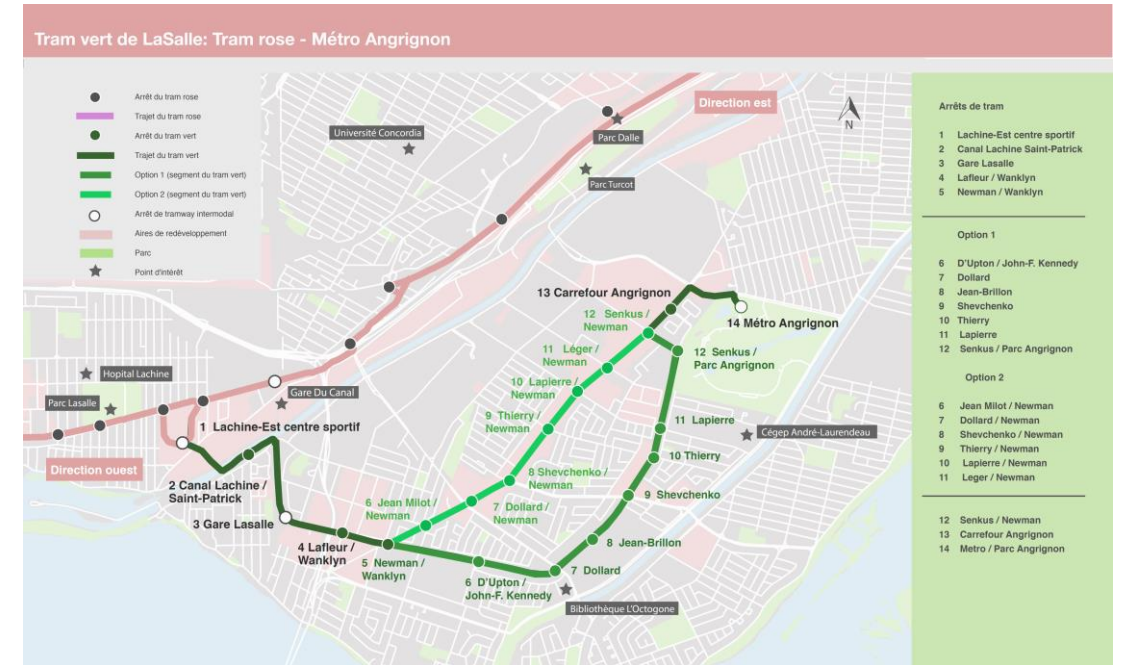 Tram vert de LaSalle: Tram rose - Métro Angrignon
Arrêt du tram rose
Trajet du tram rose
Arrêt du tram vert
Trajet du tram vert
Option 1 (segment du tram vert)
Option 2 (segment du tram vert)
Arrêt de tramway intermodal
Aires de redéveloppement
Parc
Point d'intérêt
Université Concordia
Parc Dalle
Direction est
N
Parc Turcot
13 Carrefour Angrignon
14 Métro Angrignon
12 Senkus /
Newman
12 Senkus /
Parc Angrignon
11 Léger /
Newman
10 Lapierre /
Newman
9 Thierry /
Newman
Hopital Lachine
Gare Du Canal
Parc Lasalle
1 Lachine-Est centre sportif
11 Lapierre
Cégep André-Laurendeau
10 Thierry
Direction ouest
2 Canal Lachine /
Saint-Patrick
8 Shevchenko /
Newman
9 Shevchenko
6 Jean Milot /
Newman
7 Dollard /
Newman
3 Gare Lasalle
8 Jean-Brillon
4 Lafleur /
Wanklyn
5 Newman /
Wanklyn
7 Dollard
6 D'Upton /
John-F. Kennedy
Bibliothèque L'Octogone
Arrêts de tram
1 Lachine-Est centre sportif
2 Canal Lachine Saint-Patrick
3 Gare Lasalle
4 Lafleur / Wanklyn
5 Newman / Wanklyn
Option 1
6 D'Upton / John-F. Kennedy
7 Dollard
8 Jean-Brillon
9 Shevchenko
10 Thierry
11 Lapierre
12 Senkus / Parc Angrignon
Option 2
6 Jean Milot / Newman
7 Dollard / Newman
8 Shevchenko / Newman
9 Thierry / Newman
10 Lapierre / Newman
11 Leger / Newman
12 Senkus / Newman
13 Carrefour Angrignon
14 Metro / Parc Angrignon